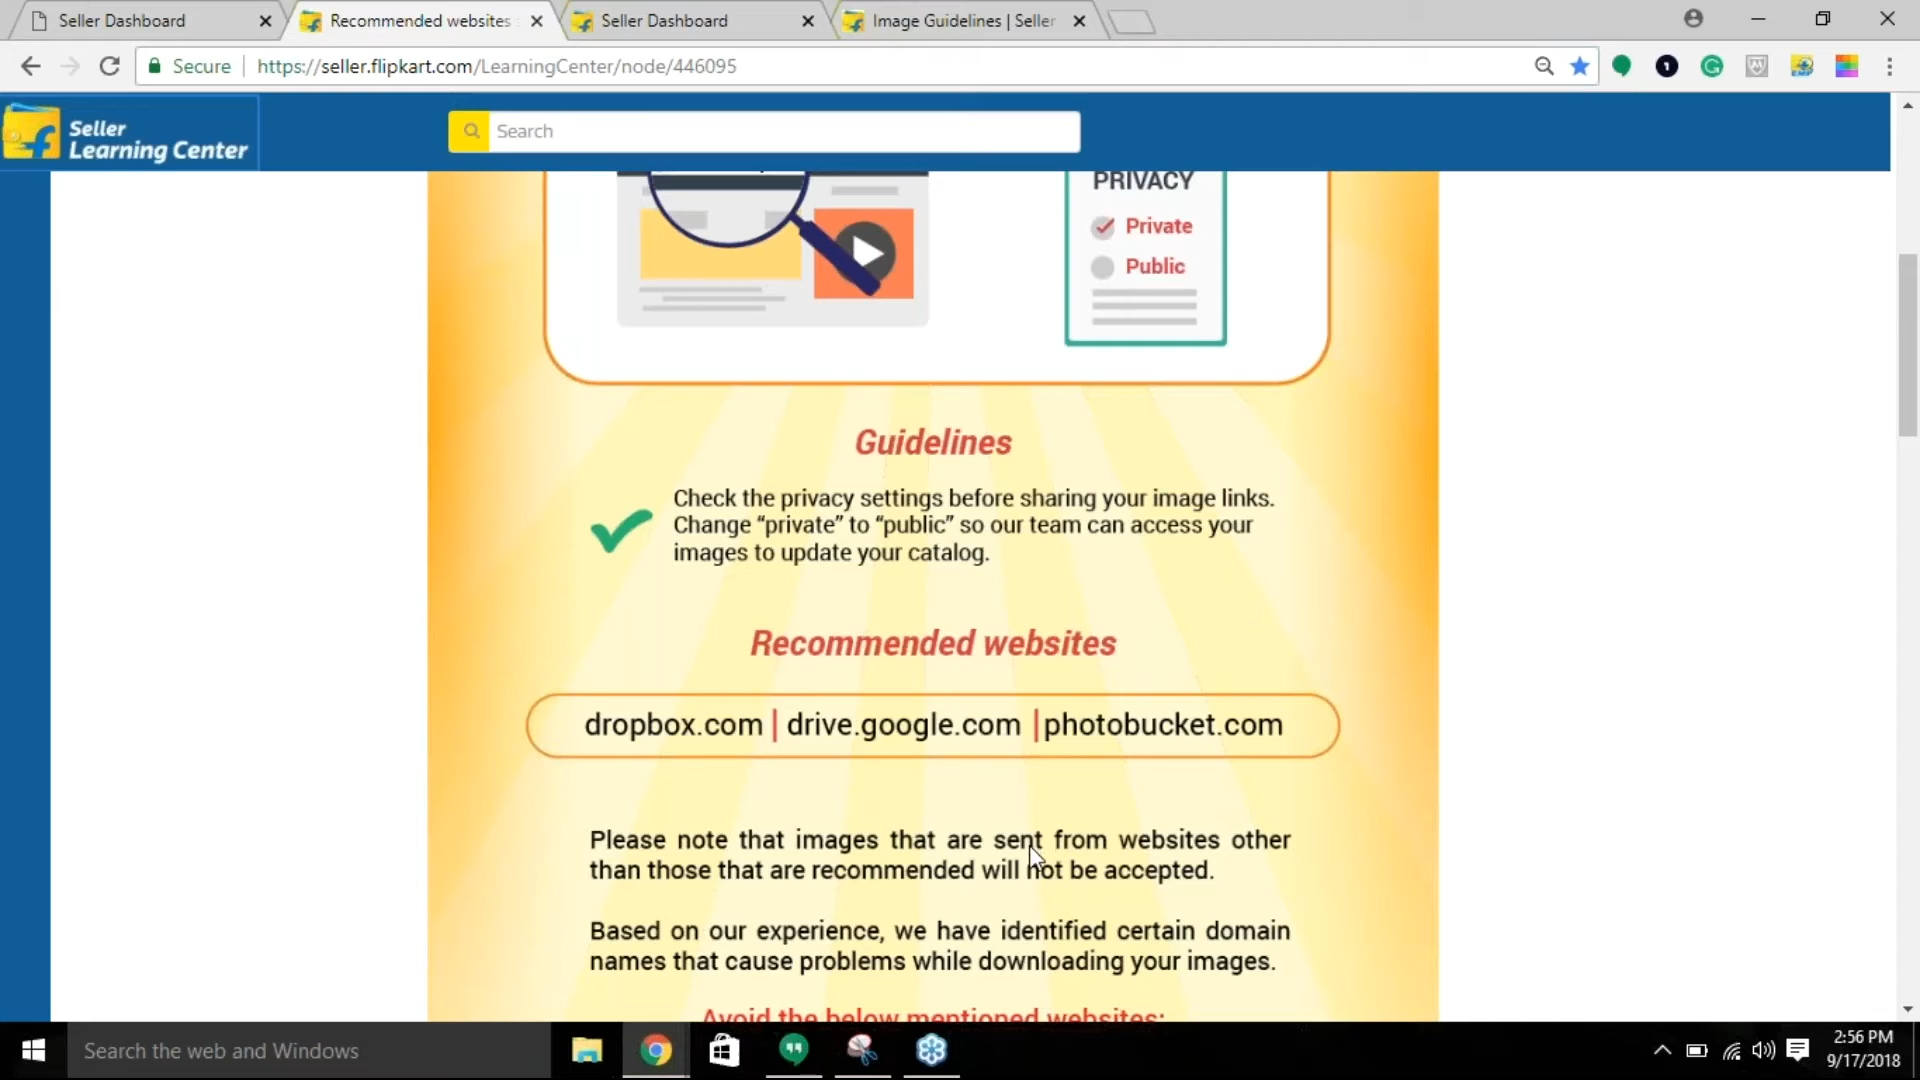 Seller Dashboard
Recommended websites
Seller Dashboard
Image Guidelines | Seller
Secure
https://seller.flipkart.com/LearningCenter/node/446095
Seller
Learning Center
Search
PRIVACY
Private
Public
Guidelines
Check the privacy settings before sharing your image links.
Change “private” to “public” so our team can access your
images to update your catalog.
Recommended websites
dropbox.com | drive.google.com | photobucket.com
Please note that images that are sent from websites other
than those that are recommended will not be accepted.
Based on our experience, we have identified certain domain
names that cause problems while downloading your images.
Avoid the below mentioned websites:
Search the web and Windows
2:56 PM
9/17/2018